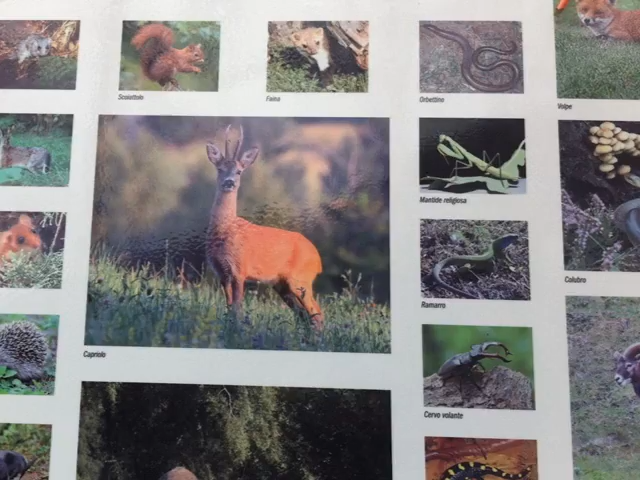 Scoiattolo
Faina
Orbettino
Volpe
Mantide religiosa
Colubro
Ramarro
Capriolo
Cervo volante